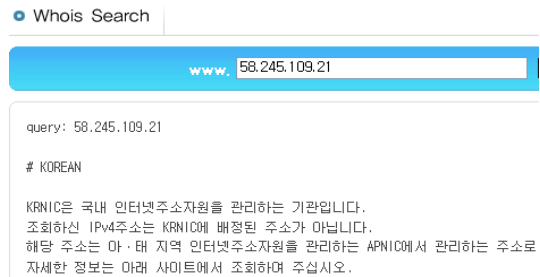 Whois Search
www. 58.245.109.21
query: 58.245.109.21
# KOREAN
KRNIC은 국내 인터넷주소자원을 관리하는 기관입니다.
조회하신 IPv4주소는 KRNIC에 배정된 주소가 아닙니다.
해당 주소는 아·태 지역 인터넷주소자원을 관리하는 APNIC에서 관리하는 주소로
자세한 정보는 아래 사이트에서 조회하여 주십시오.